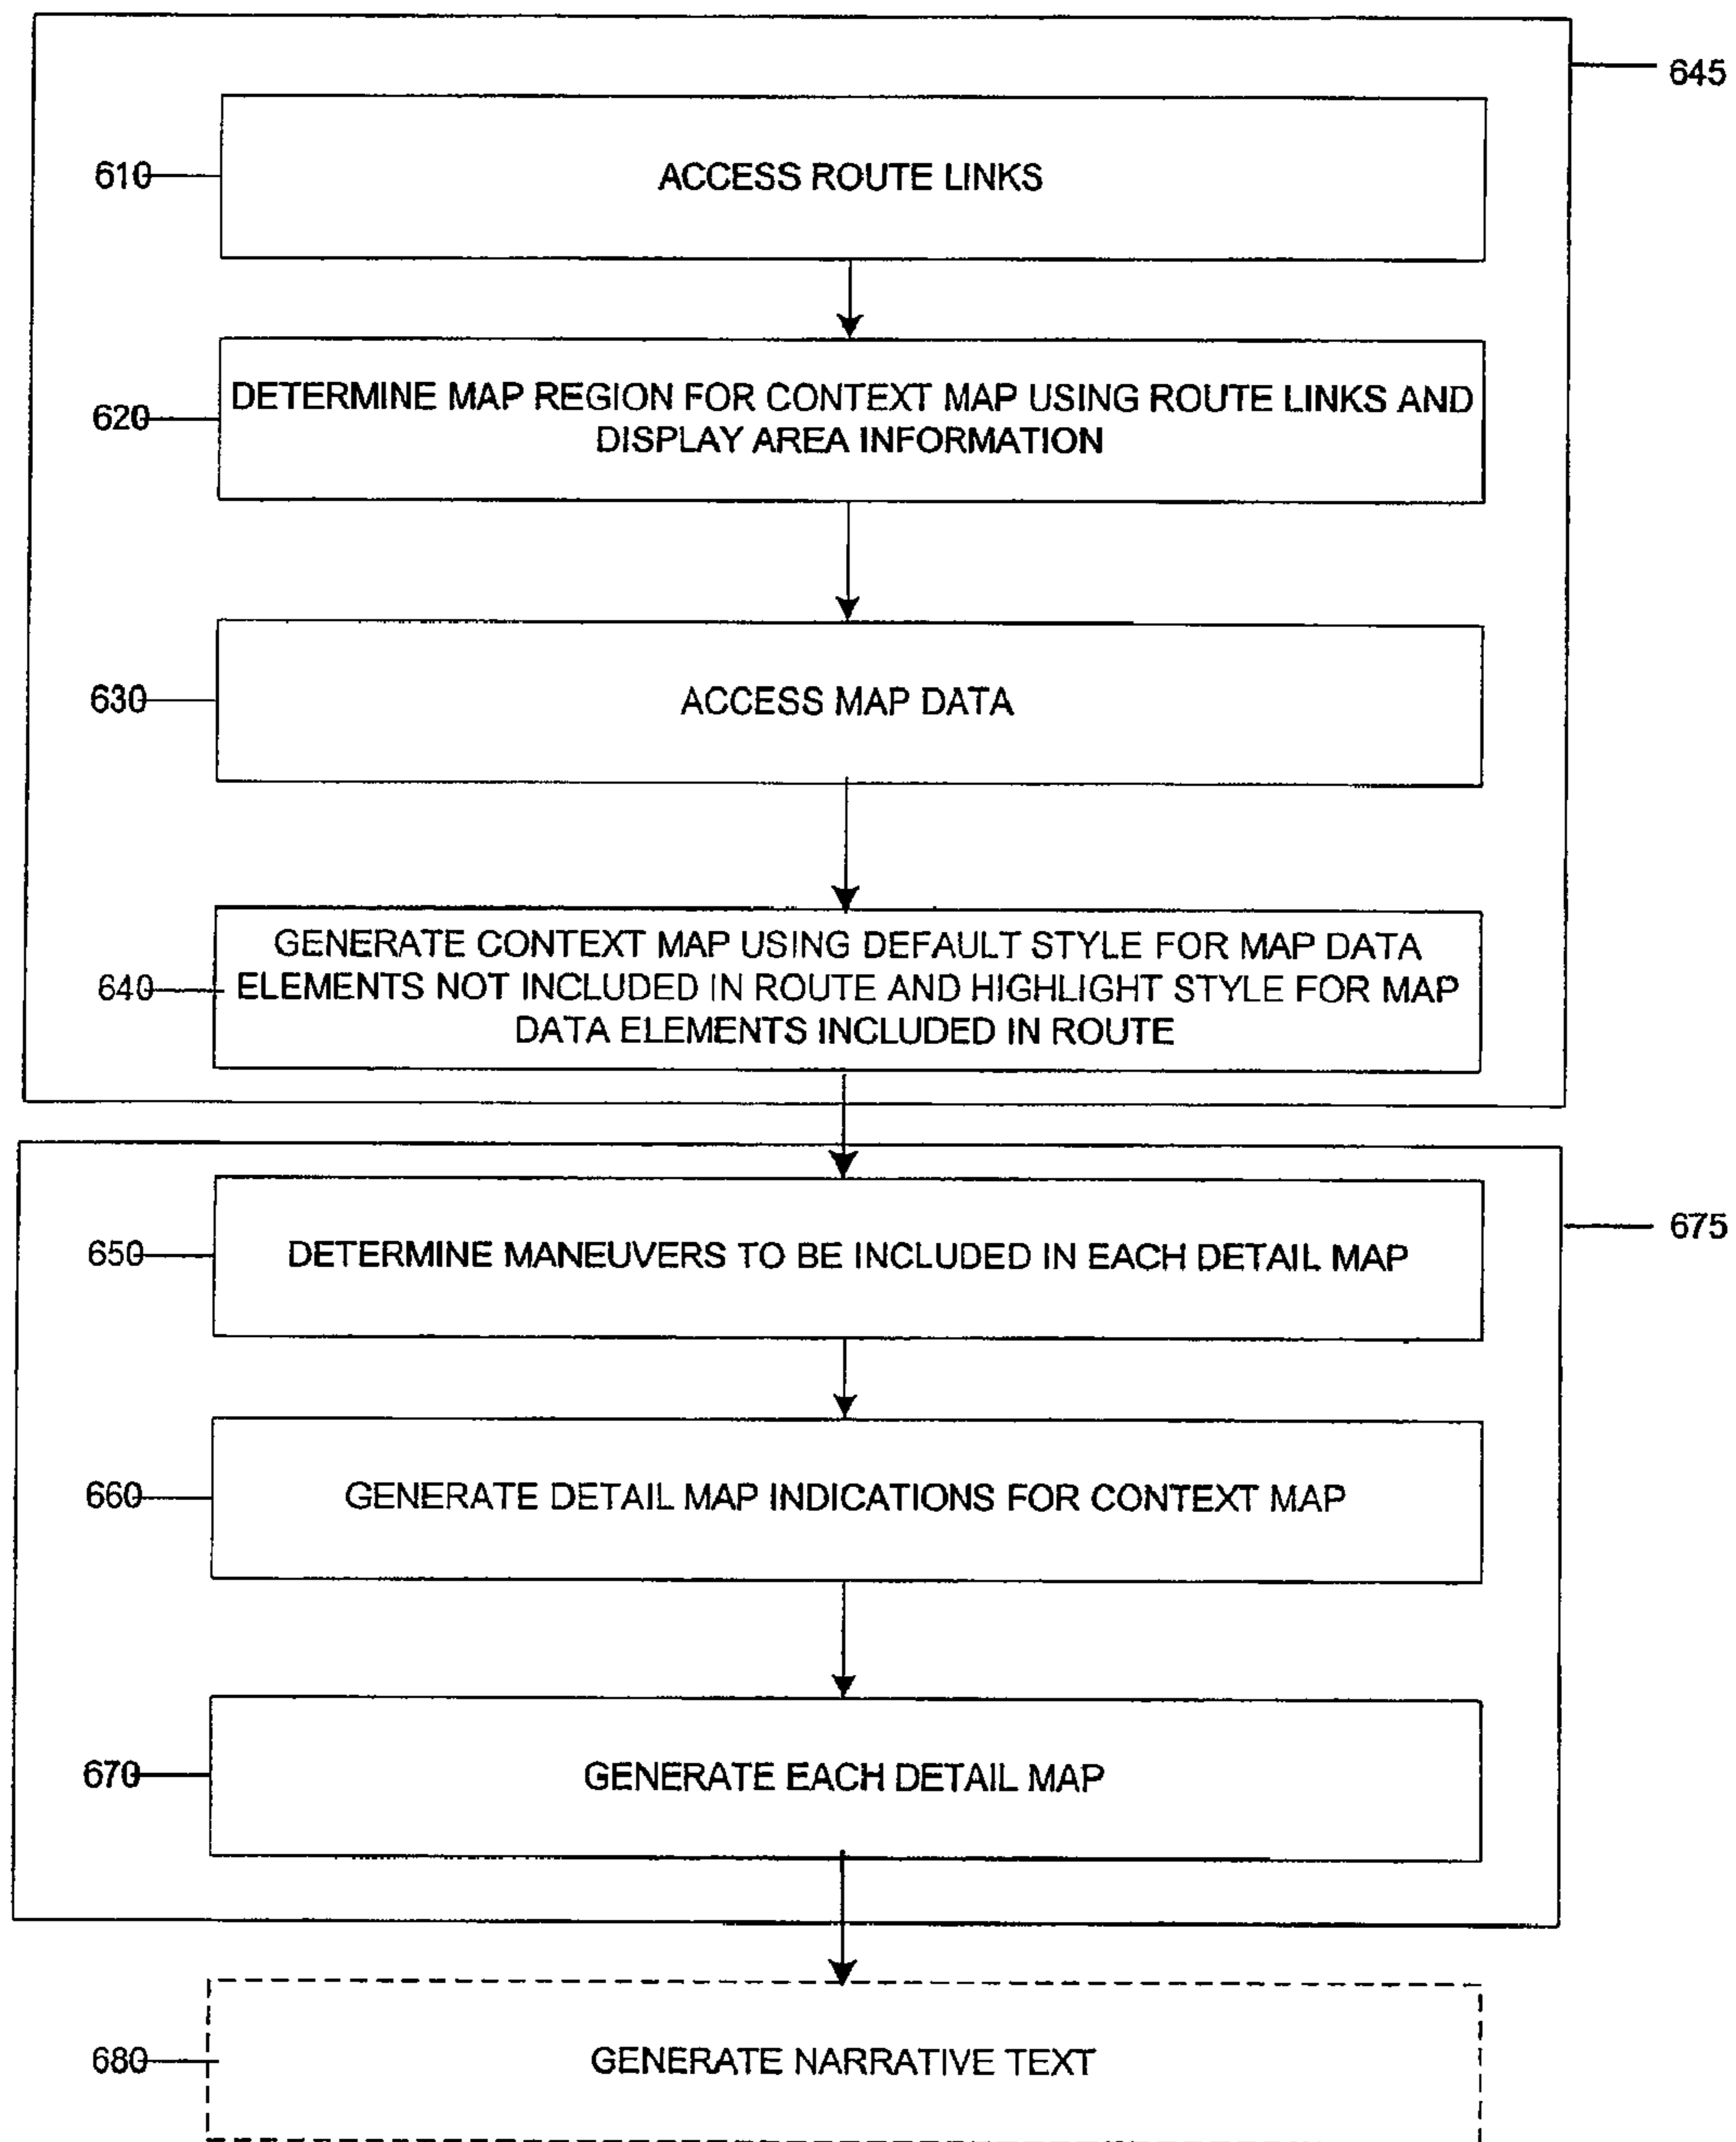 645
610
ACCESS ROUTE LINKS
620
DETERMINE MAP REGION FOR CONTEXT MAP USING ROUTE LINKS AND
DISPLAY AREA INFORMATION
630
ACCESS MAP DATA
640
GENERATE CONTEXT MAP USING DEFAULT STYLE FOR MAP DATA
ELEMENTS NOT INCLUDED IN ROUTE AND HIGHLIGHT STYLE FOR MAP
DATA ELEMENTS INCLUDED IN ROUTE
675
650
DETERMINE MANEUVERS TO BE INCLUDED IN EACH DETAIL MAP
660
GENERATE DETAIL MAP INDICATIONS FOR CONTEXT MAP
670
GENERATE EACH DETAIL MAP
680
GENERATE NARRATIVE TEXT